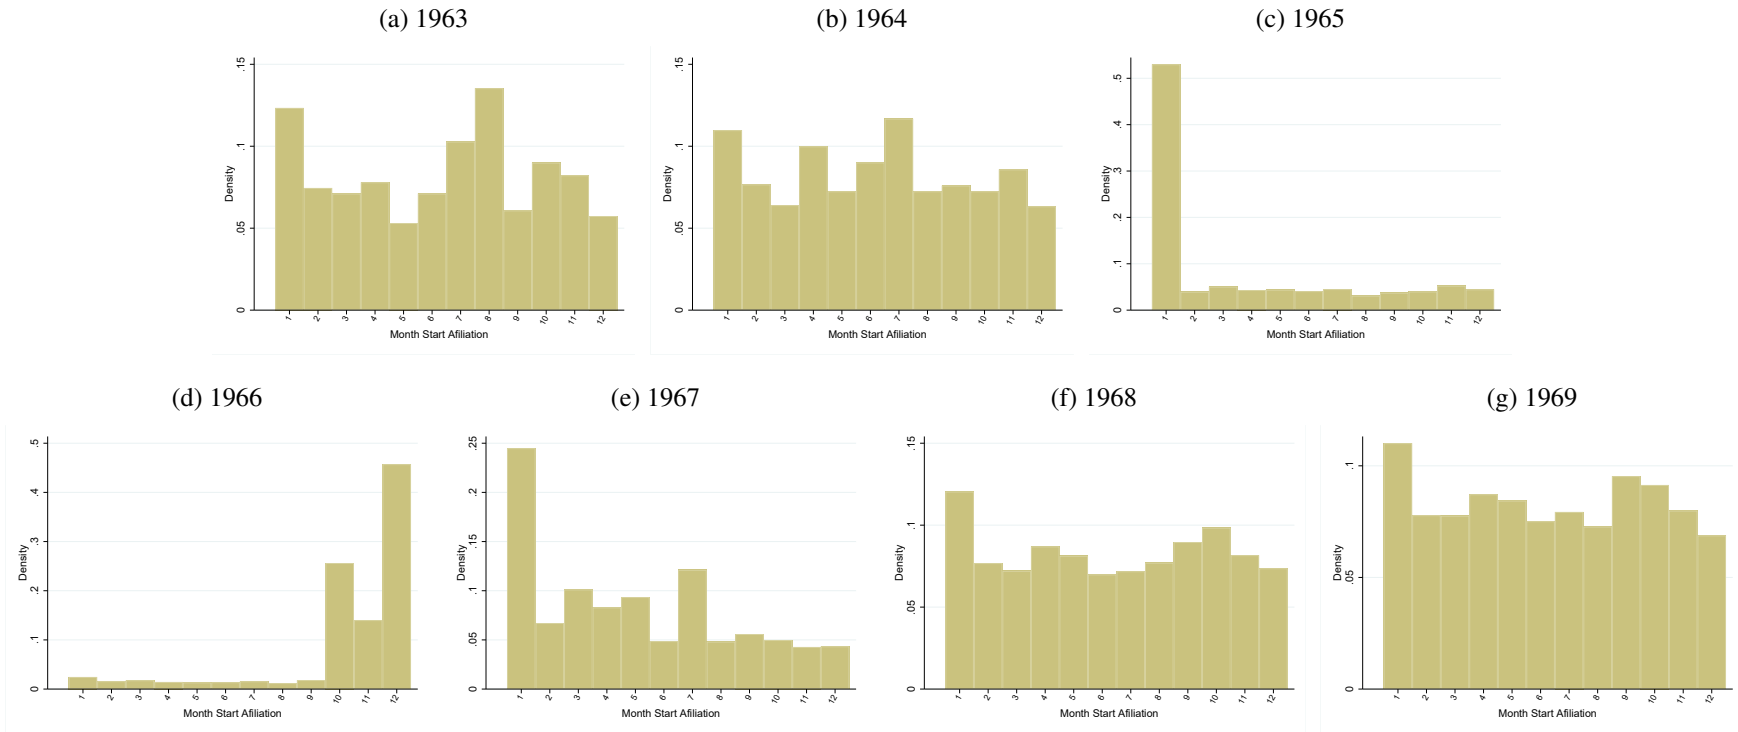 (a) 1963
(b) 1964
(c) 1965
Density
.15
.1
.05
0
1 2 3 4 5 6 7 8 9 10 11 12
Month Start Afiliation
Density
.15
.1
.05
0
1 2 3 4 5 6 7 8 9 10 11 12
Month Start Afiliation
Density
.5
.4
.3
.2
.1
0
1 2 3 4 5 6 7 8 9 10 11 12
Month Start Afiliation
(d) 1966
(e) 1967
(f) 1968
(g) 1969
Density
.5
.4
.3
.2
.1
0
1 2 3 4 5 6 7 8 9 10 11 12
Month Start Afiliation
Density
.25
.2
.15
.1
.05
0
1 2 3 4 5 6 7 8 9 10 11 12
Month Start Afiliation
Density
.15
.1
.05
0
1 2 3 4 5 6 7 8 9 10 11 12
Month Start Afiliation
Density
.1
.05
0
1 2 3 4 5 6 7 8 9 10 11 12
Month Start Afiliation